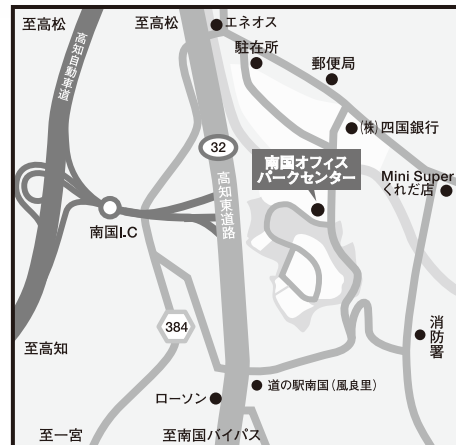 至高松
至高松
エネオス
駐在所
郵便局
高知自動車道
(株)四国銀行
32
南国オフィス
パークセンター
高知東道路
Mini Super
くれだ店
南国I.C
384
消防署
至高知
道の駅南国(風良里)
ローソン
至一宮
至南国バイパス